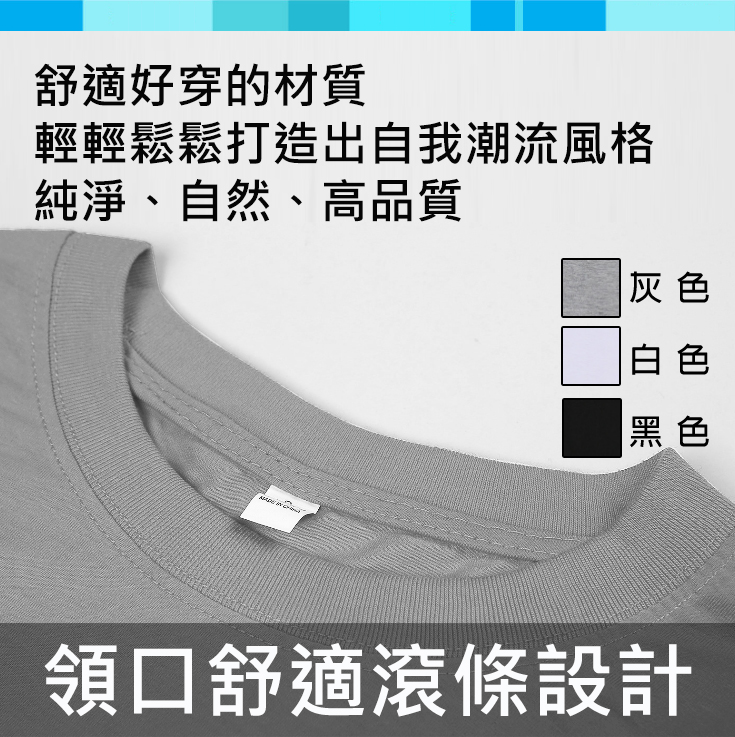 舒適好穿的材質
輕輕鬆鬆打造出自我潮流風格
純淨、自然、高品質
灰色
白色
黑色
MADE IN CHINA
領口舒適滾條設計